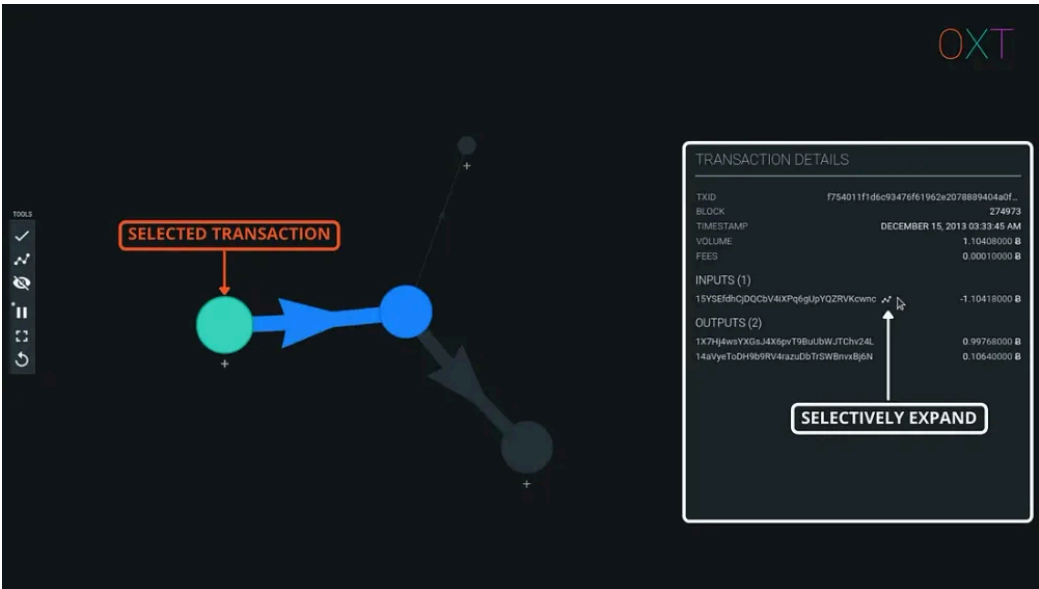 OXT
TRANSACTION DETAILS
TXID f754011f1d6c93476f61962e2078889404a0f...
BLOCK 274973
TIMESTAMP DECEMBER 15, 2013 03:33:45 AM
VOLUME 1.10408000 B
FEES 0.00010000 B
INPUTS (1)
15YSEfdhCjDQCbV4iXPq6gUpYQZRVKcwnc -1.10418000 B
OUTPUTS (2)
1X7Hj4wsYXGsJ4X6pvT9BuUbWJTChv24L 0.99768000 B
14aVyeToDH9b9RV4razuDbTrSWBnvxBj6N 0.10640000 B
SELECTIVELY EXPAND
TOOLS
SELECTED TRANSACTION
+
+
+